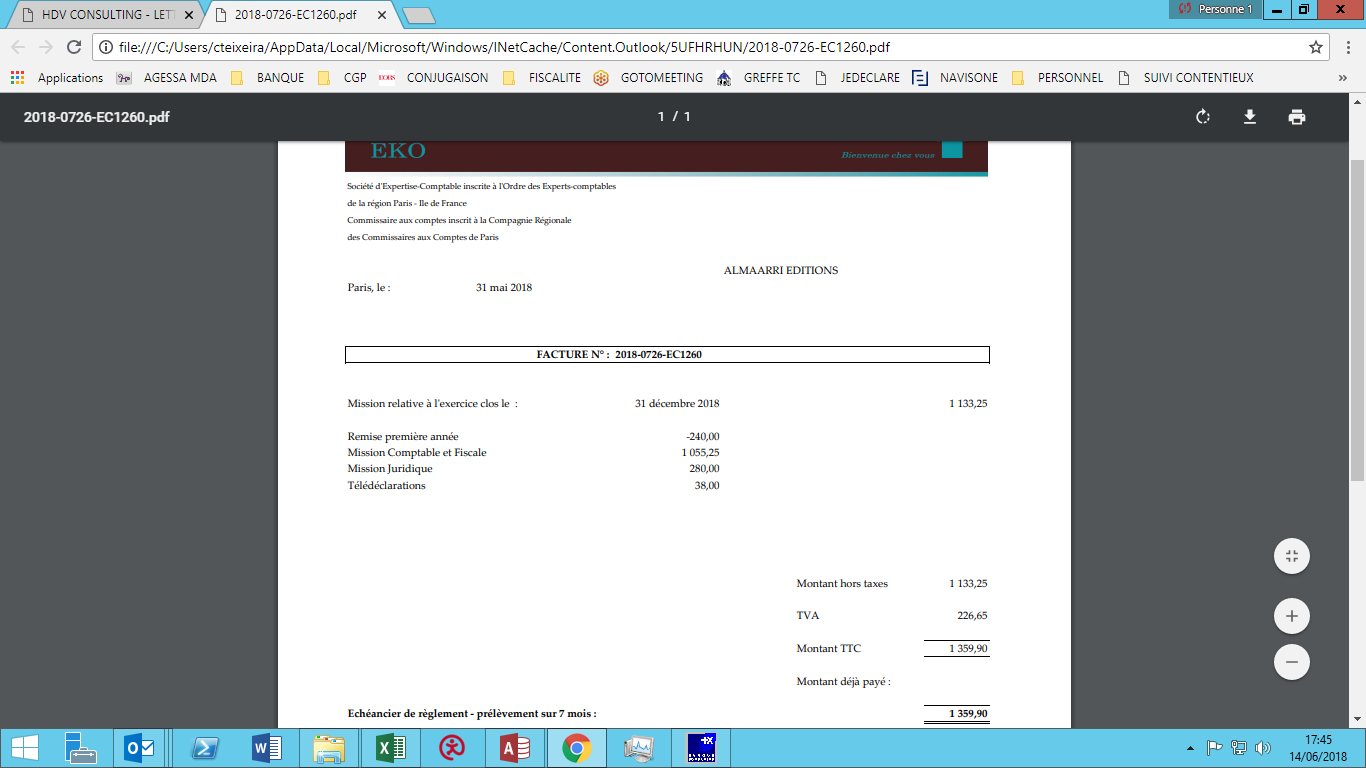 HDV CONSULTING - LET
2018-0726-EC1260.pdf
Personne 1
file:///C:/Users/cteixeira/AppData/Local/Microsoft/Windows/INetCache/Content.Outlook/5UFHRHUN/2018-0726-EC1260.pdf
Applications AGESSA MDA BANQUE CGP CONJUGAISON FISCALITE GOTOMEETING GREFFE TC JEDECLARE NAVISONE PERSONNEL SUIVI CONTENTIEUX »
2018-0726-EC1260.pdf 1 / 1
EKO Bienvenue chez vous
Société d'Expertise-Comptable inscrite à l'Ordre des Experts-comptables
de la région Paris - Ile de France
Commissaire aux comptes inscrit à la Compagnie Régionale
des Commissaires aux Comptes de Paris
ALMAARRI EDITIONS
Paris, le : 31 mai 2018
FACTURE N° : 2018-0726-EC1260
Mission relative à l'exercice clos le : 31 décembre 2018 1 133,25
Remise première année -240,00
Mission Comptable et Fiscale 1 055,25
Mission Juridique 280,00
Télédéclarations 38,00
Montant hors taxes 1 133,25
TVA 226,65
Montant TTC 1 359,90
Montant déjà payé :
Echéancier de règlement - prélèvement sur 7 mois : 1 359,90
17:45
14/06/2018